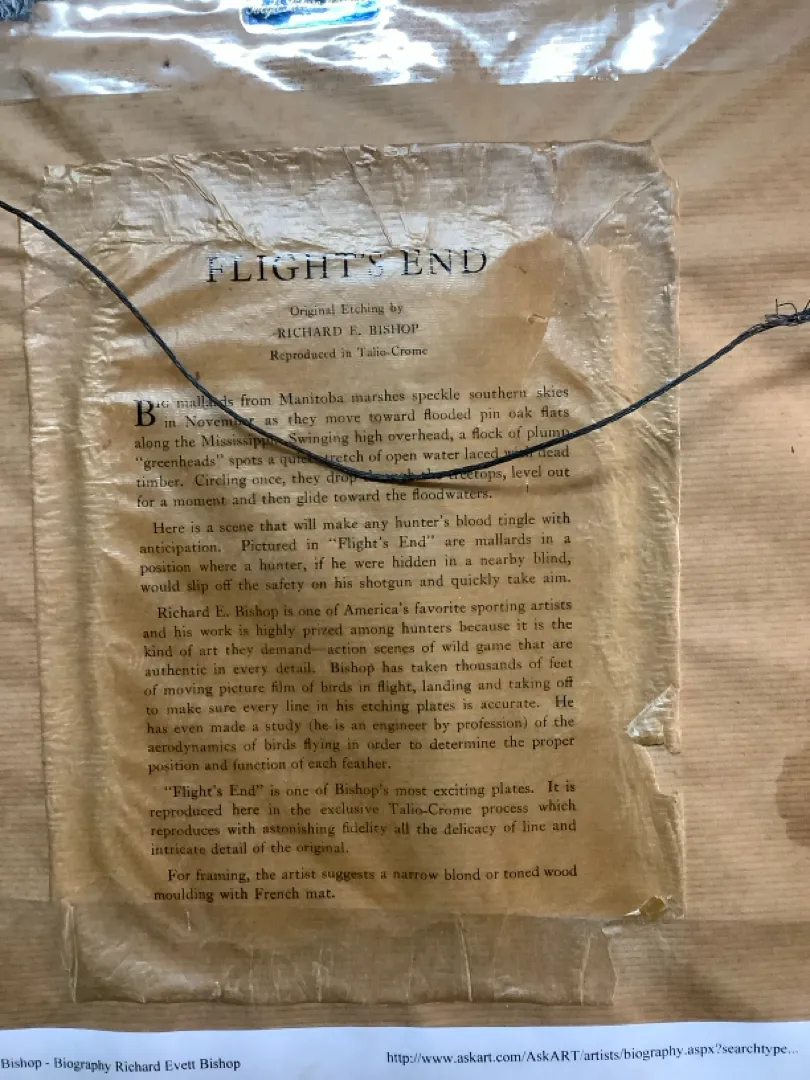 FLIGHT'S END
Original Etching by
RICHARD E. BISHOP
Reproduced in Talio-Crome
BIG mallards from Manitoba marshes speckle southern skies
in November as they move toward flooded pin oak flats
along the Mississippi. Swinging high overhead, a flock of plump
"greenheads" spots a quiet stretch of open water laced with dead
timber. Circling once, they drop through the treetops, level out
for a moment and then glide toward the floodwaters.
Here is a scene that will make any hunter's blood tingle with
anticipation. Pictured in "Flight's End" are mallards in a
position where a hunter, if he were hidden in a nearby blind,
would slip off the safety on his shotgun and quickly take aim.
Richard E. Bishop is one of America's favorite sporting artists
and his work is highly prized among hunters because it is the
kind of art they demand—action scenes of wild game that are
authentic in every detail. Bishop has taken thousands of feet
of moving picture film of birds in flight, landing and taking off
to make sure every line in his etching plates is accurate. He
has even made a study (he is an engineer by profession) of the
aerodynamics of birds flying in order to determine the proper
position and function of each feather.
"Flight's End" is one of Bishop's most exciting plates. It is
reproduced here in the exclusive Talio-Crome process which
reproduces with astonishing fidelity all the delicacy of line and
intricate detail of the original.
For framing, the artist suggests a narrow blond or toned wood
moulding with French mat.
Bishop - Biography Richard Evett Bishop
http://www.askart.com/AskART/artists/biography.aspx?searchtype...